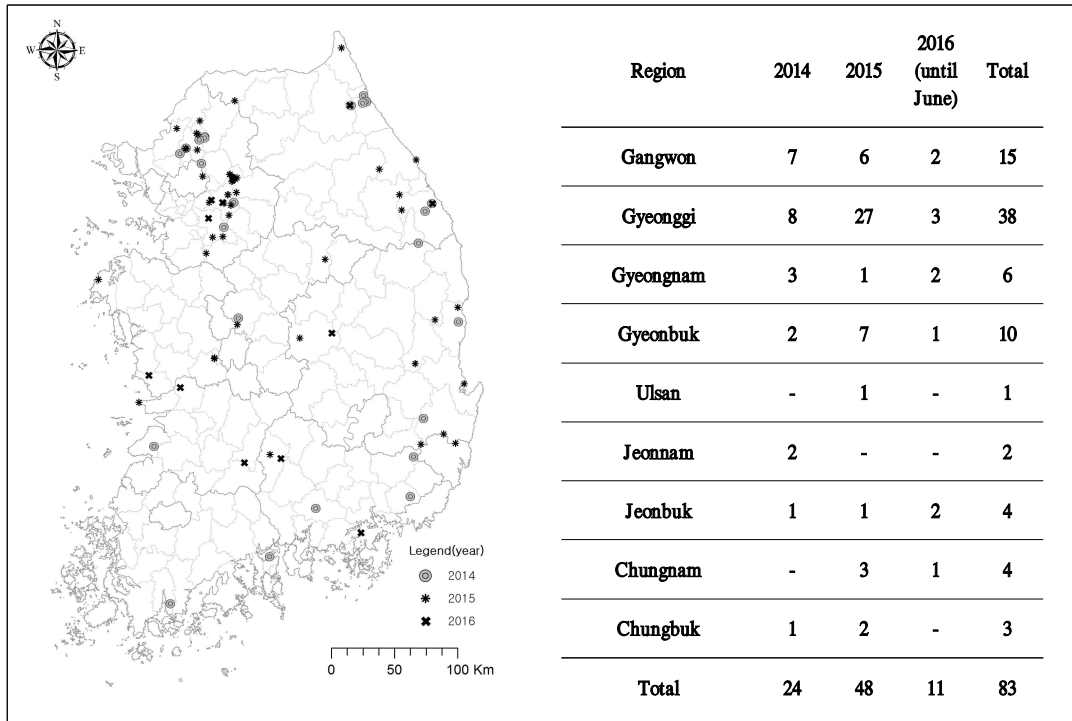 N
W E
S
Legend(year)
2014
2015
2016
0 50 100 Km
Region 2014 2015 2016 (until June) Total
Gangwon 7 6 2 15
Gyeonggi 8 27 3 38
Gyeongnam 3 1 2 6
Gyeonbuk 2 7 1 10
Ulsan - 1 - 1
Jeonnam 2 - - 2
Jeonbuk 1 1 2 4
Chungnam - 3 1 4
Chungbuk 1 2 - 3
Total 24 48 11 83